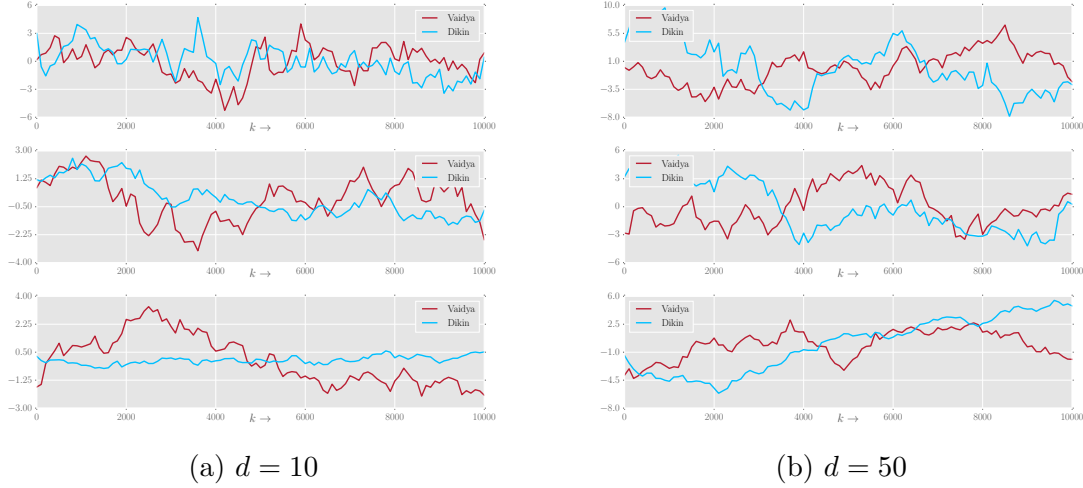 6
3
0
−3
−6
Vaidya
Dikin
0 2000 4000 6000 8000 10000
k →
3.00
1.25
−0.50
−2.25
−4.00
Vaidya
Dikin
0 2000 4000 6000 8000 10000
k →
4.00
2.25
0.50
−1.25
−3.00
Vaidya
Dikin
0 2000 4000 6000 8000 10000
k →
(a) d = 10
10.0
5.5
1.0
−3.5
−8.0
Vaidya
Dikin
0 2000 4000 6000 8000 10000
k →
6
3
0
−3
−6
Vaidya
Dikin
0 2000 4000 6000 8000 10000
k →
6.0
2.5
−1.0
−4.5
−8.0
Vaidya
Dikin
0 2000 4000 6000 8000 10000
k →
(b) d = 50